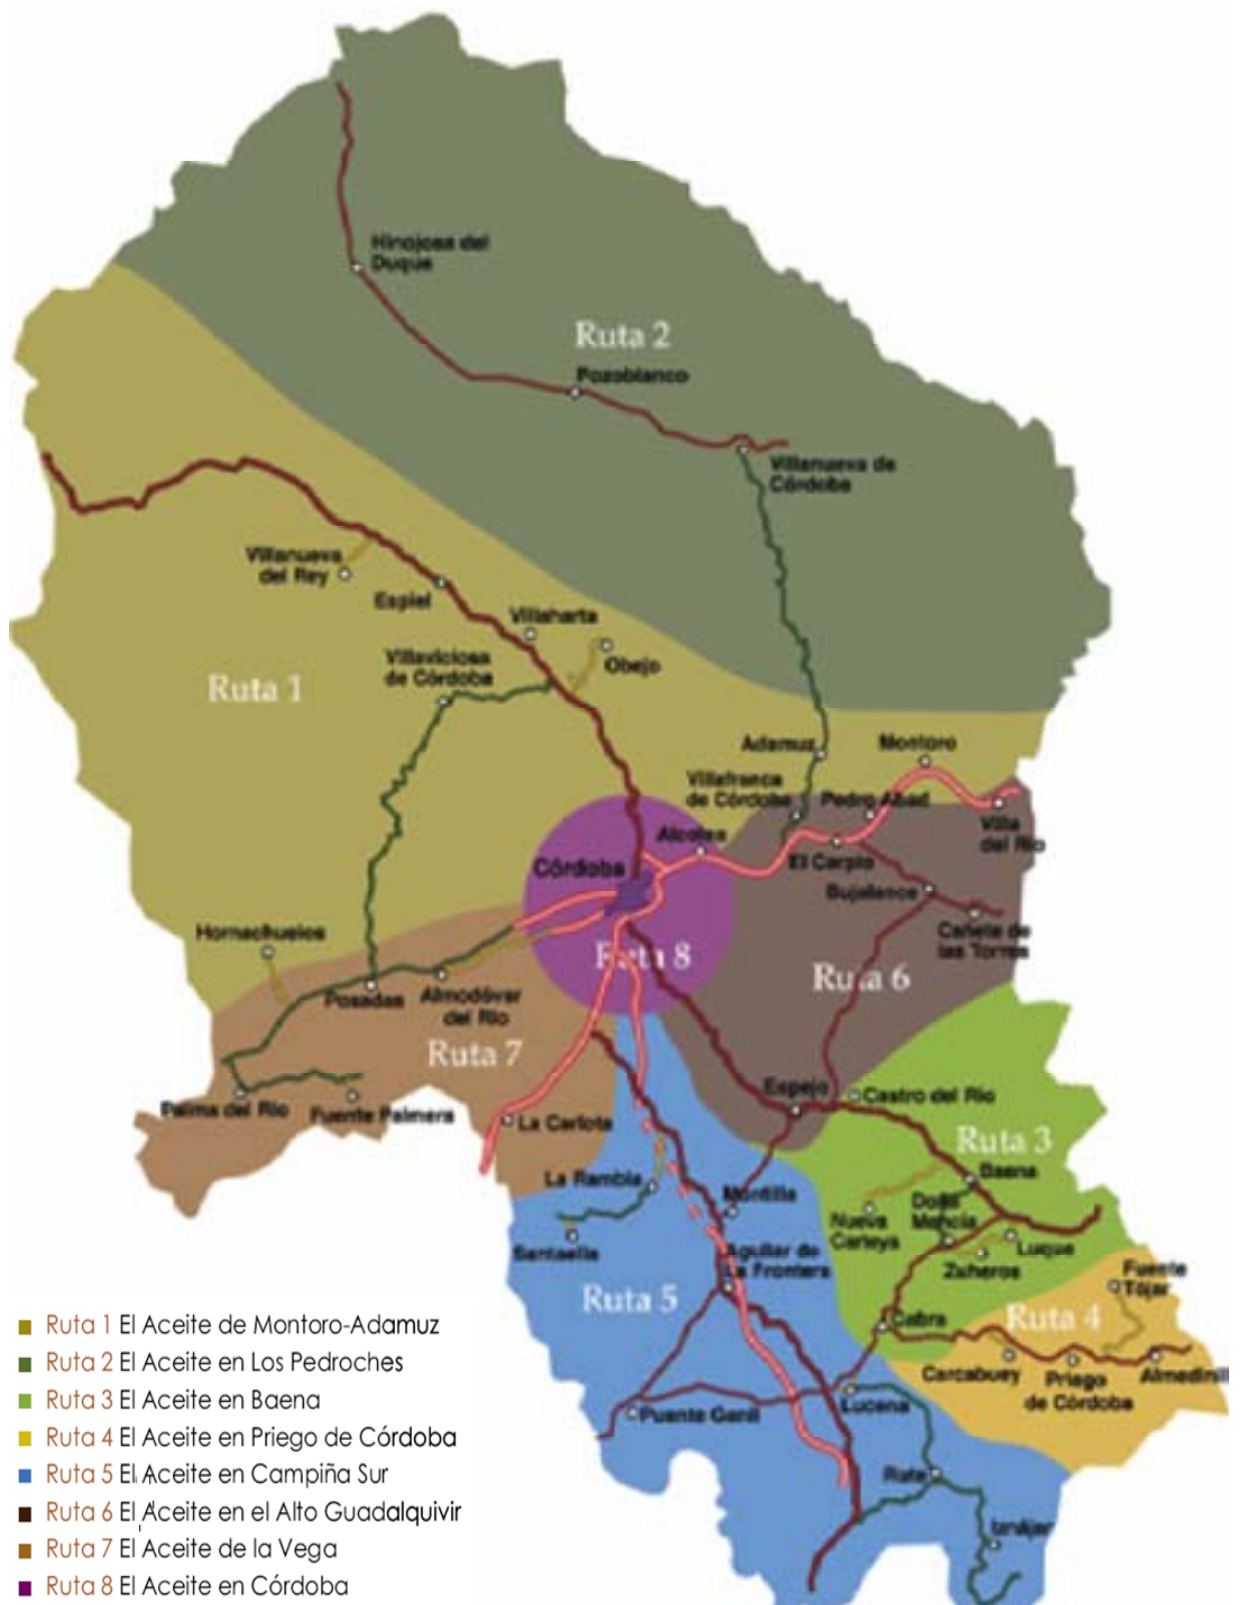 Hinojosa del
Duque
Ruta 2
Pozoblanco
Villanueva de
Córdoba
Villanueva
del Rey
Espiel
Villaharta
Obejo
Villaviciosa
de Córdoba
Ruta 1
Adamuz
Montoro
Villafranca
de Córdoba
Pedro Abad
Villa
del Río
Alcolea
El Carpio
Córdoba
Bujalance
Cañete de
las Torres
Hornachuelos
Ruta 8
Ruta 6
Posadas
Almodóvar
del Río
Ruta 7
Palma del Río
Fuente Palmera
La Carlota
Espejo
Castro del Río
Ruta 3
Baena
La Rambla
Montilla
Doña
Mencía
Nueva
Carteya
Luque
Zuheros
Santaella
Aguilar de
La Frontera
Fuente
Tójar
Ruta 5
Cabra
Ruta 4
Carcabuey
Priego
de Córdoba
Almedinil
Puente Genil
Lucena
Rute
Iznájar
Ruta 1 El Aceite de Montoro-Adamuz
Ruta 2 El Aceite en Los Pedroches
Ruta 3 El Aceite en Baena
Ruta 4 El Aceite en Priego de Córdoba
Ruta 5 El Aceite en Campiña Sur
Ruta 6 El Aceite en el Alto Guadalquivir
Ruta 7 El Aceite de la Vega
Ruta 8 El Aceite en Córdoba